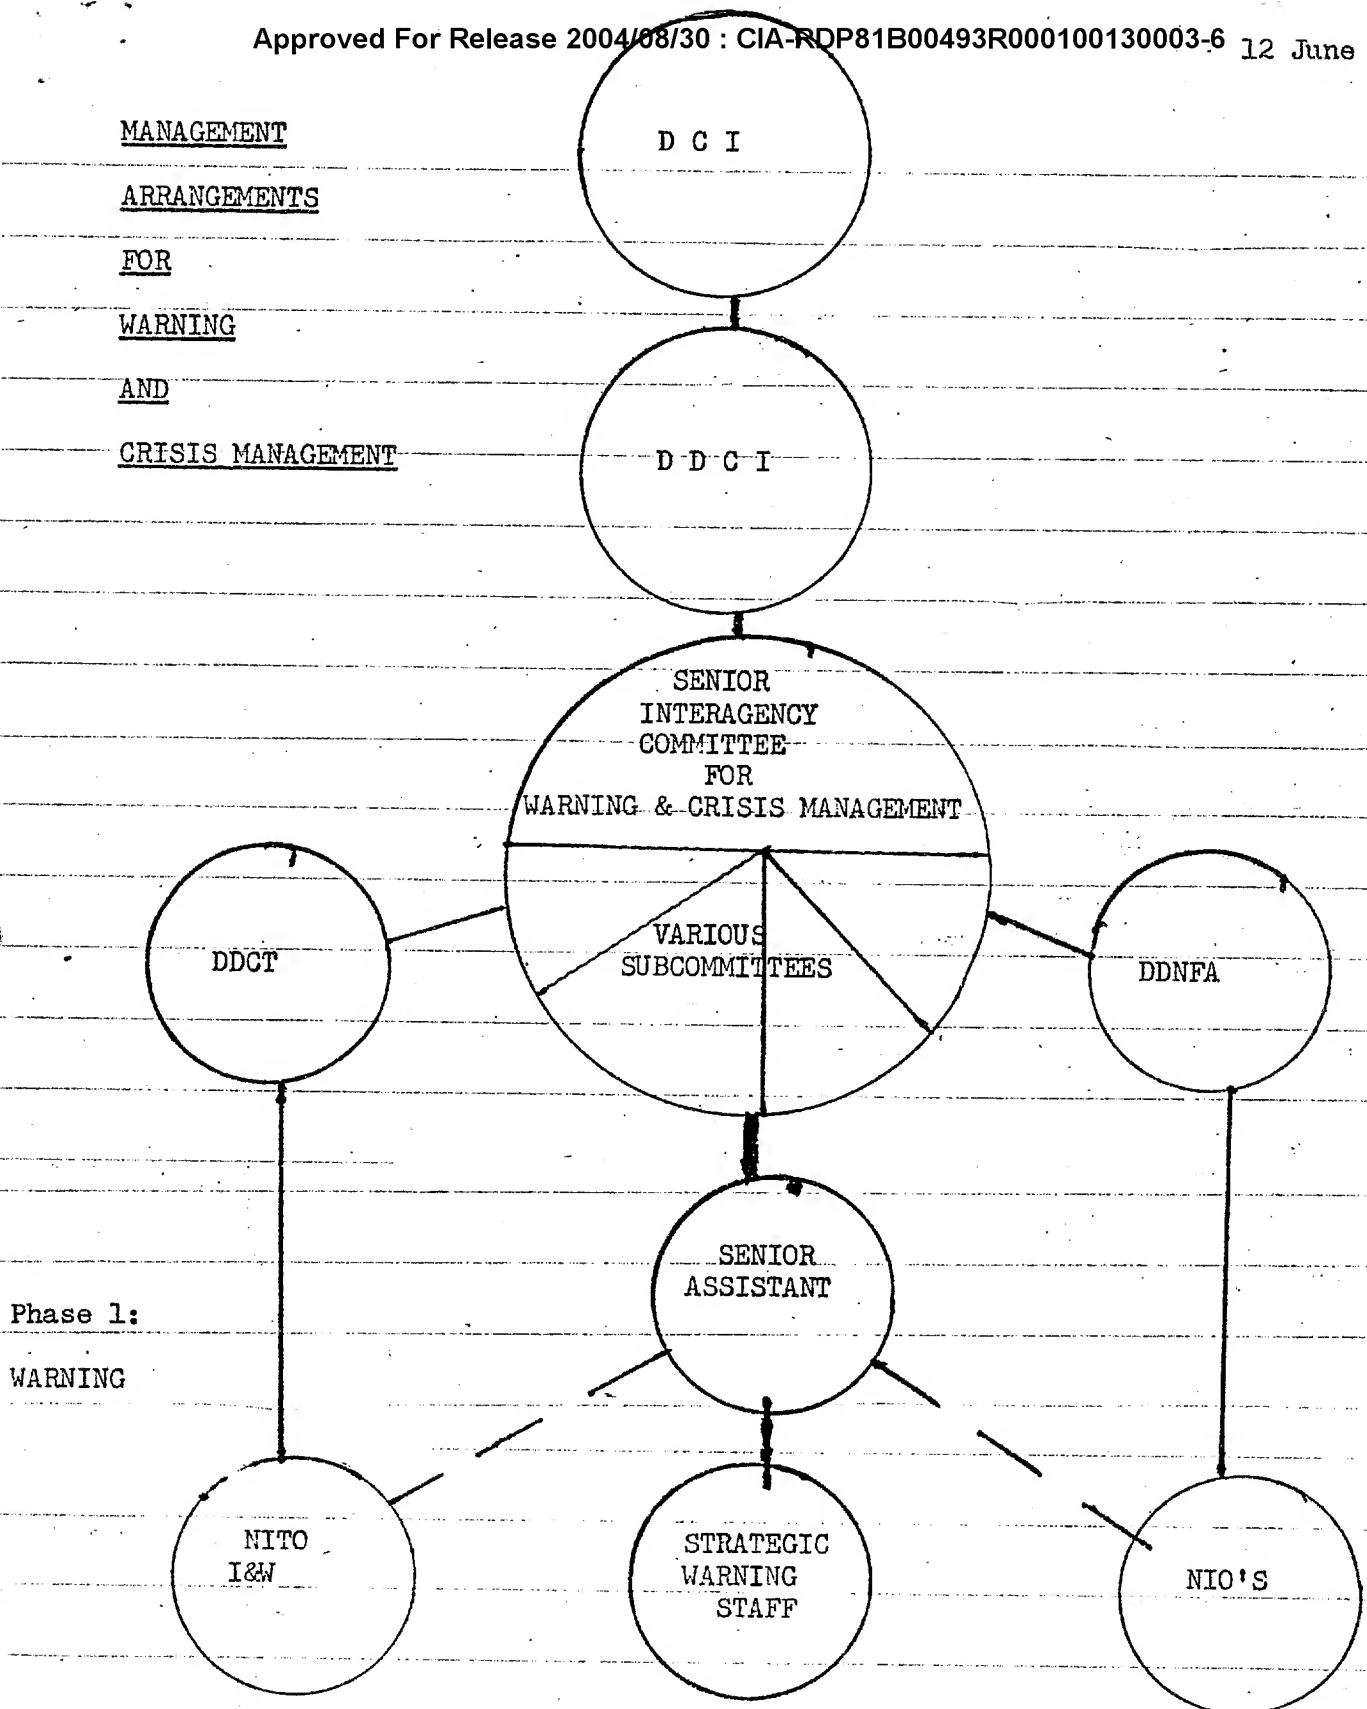 Approved For Release 2004/08/30 : CIA-RDP81B00493R000100130003-6
12 June
MANAGEMENT
ARRANGEMENTS
FOR
WARNING
AND
CRISIS MANAGEMENT
D C I
D D C I
SENIOR
INTERAGENCY
COMMITTEE
FOR
WARNING & CRISIS MANAGEMENT
VARIOUS
SUBCOMMITTEES
DDCT
DDNFA
SENIOR
ASSISTANT
Phase 1:
WARNING
NITO
I&W
STRATEGIC
WARNING
STAFF
NIO'S